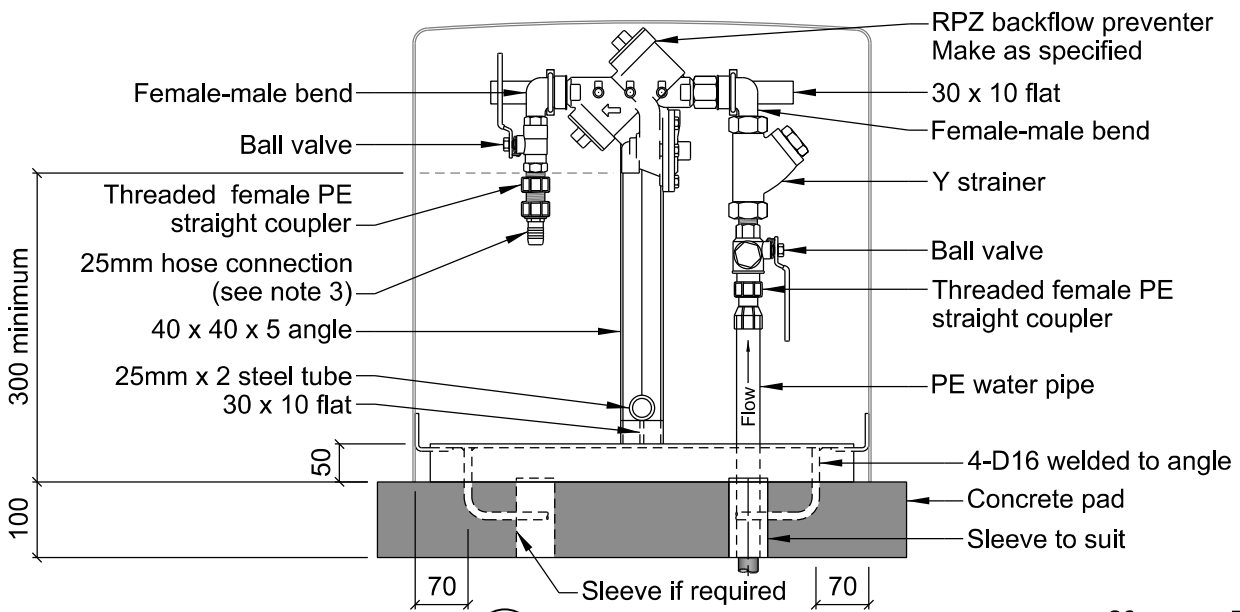 RPZ backflow preventer
Make as specified
Female-male bend
30 x 10 flat
Female-male bend
Ball valve
Y strainer
Threaded female PE
straight coupler
Ball valve
25mm hose connection
(see note 3)
Threaded female PE
straight coupler
300 minimum
40 x 40 x 5 angle
25mm x 2 steel tube
PE water pipe
30 x 10 flat
Flow
50
4-D16 welded to angle
Concrete pad
100
Sleeve to suit
70
Sleeve if required
70